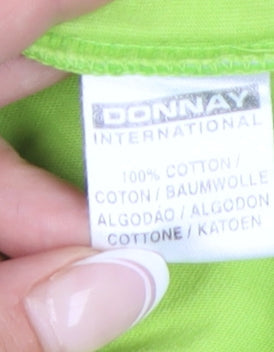 DONNAY
INTERNATIONAL
100% COTTON /
COTON / BAUMWOLLE
ALGODÃO / ALGODON
COTTONE / KATOEN